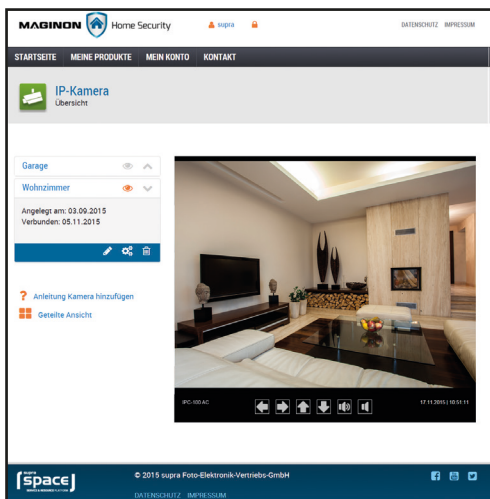 MAGINON Home Security
supra
DATENSCHUTZ IMPRESSUM
STARTSEITE MEINE PRODUKTE MEIN KONTO KONTAKT
IP-Kamera
Übersicht
Garage
Wohnzimmer
Angelegt am: 03.09.2015
Verbunden: 05.11.2015
? Anleitung Kamera hinzufügen
Geteilte Ansicht
IPC-100 AC
17.11.2015 | 10:51:11
supra
space
© 2015 supra Foto-Elektronik-Vertriebs-GmbH
DATENSCHUTZ IMPRESSUM